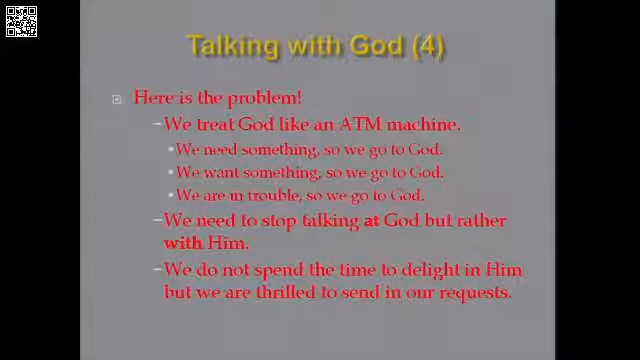 Talking with God (4)
Here is the problem!
–We treat God like an ATM machine.
•We need something, so we go to God.
•We want something, so we go to God.
•We are in trouble, so we go to God.
–We need to stop talking at God but rather
with Him.
–We do not spend the time to delight in Him
but we are thrilled to send in our requests.